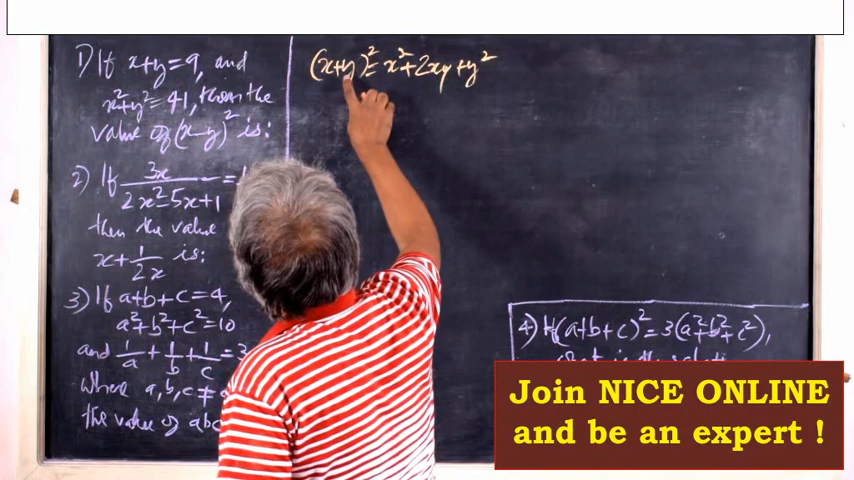 1) If x+y=9, and
x²+y²=41, then the
value of (x-y)² is:
2) If 3x/(2x²-5x+1) =
then the value
x+1/2x is:
3) If a+b+c=4,
a²+b²+c²=10
and 1/a+1/b+1/c=3
where a,b,c≠
the value of abc
(x+y)²=x²+2xy+y²
4) If (a+b+c)²=3(a²+b²+c²),
what is the
Join NICE ONLINE
and be an expert !